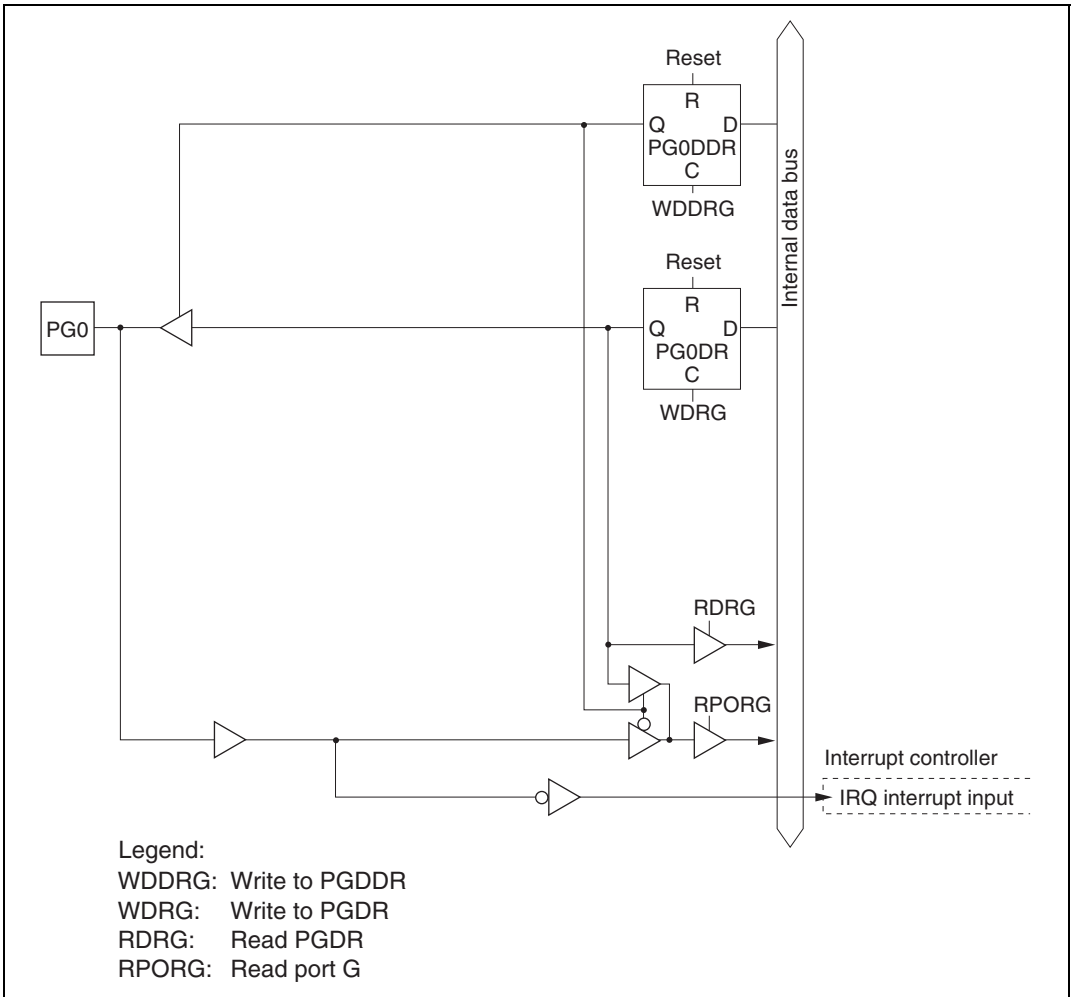 Reset
R
Q D
PG0DDR
C
WDDRG
Internal data bus
Reset
R
PG0
Q D
PG0DR
C
WDRG
RDRG
RPORG
Interrupt controller
IRQ interrupt input
Legend:
WDDRG: Write to PGDDR
WDRG: Write to PGDR
RDRG: Read PGDR
RPORG: Read port G